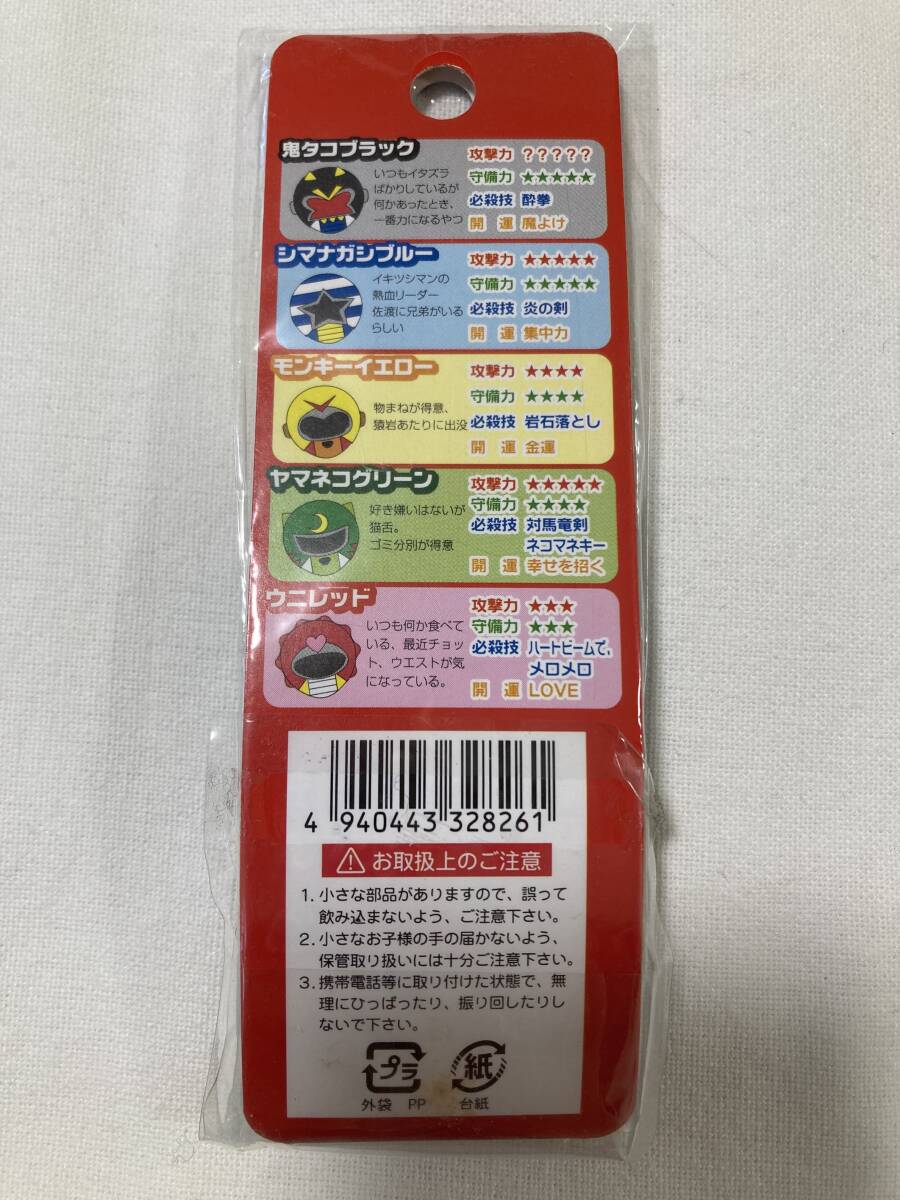 鬼タコブラック
いつもイタズラ
ばかりしているが
何かあったとき、
一番力になるやつ
攻撃力 ?????
守備力 ★★★★★
必殺技 酔拳
開運 魔よけ
シマナガシブルー
イキツシマンの
熱血リーダー
佐渡に兄弟がいる
らしい
攻撃力 ★★★★★
守備力 ★★★★★
必殺技 炎の剣
開運 集中力
モンキーイエロー
物まねが得意、
猿岩あたりに出没
攻撃力 ★★★★
守備力 ★★★★
必殺技 岩石落とし
開運 金運
ヤマネコグリーン
好き嫌いはないが
猫舌。
ゴミ分別が得意
攻撃力 ★★★★★
守備力 ★★★★
必殺技 対馬竜剣
ネコマネキー
開運 幸せを招く
ウニレッド
いつも何か食べて
いる、最近チョッ
ト、ウエストが気
になっている。
攻撃力 ★★★
守備力 ★★★
必殺技 ハートビームで、
メロメロ
開運 LOVE
4 940443 328261
お取扱上のご注意
1. 小さな部品がありますので、誤って
飲み込まないよう、ご注意下さい。
2. 小さなお子様の手の届かないよう、
保管取り扱いには十分ご注意下さい。
3. 携帯電話等に取り付けた状態で、無
理にひっぱったり、振り回したりし
ないで下さい。
プラ 紙
外袋 PP 台紙